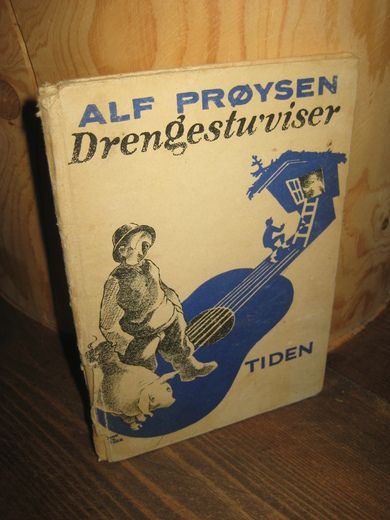 ALF PRØYSEN
Drengestuviser
TIDEN